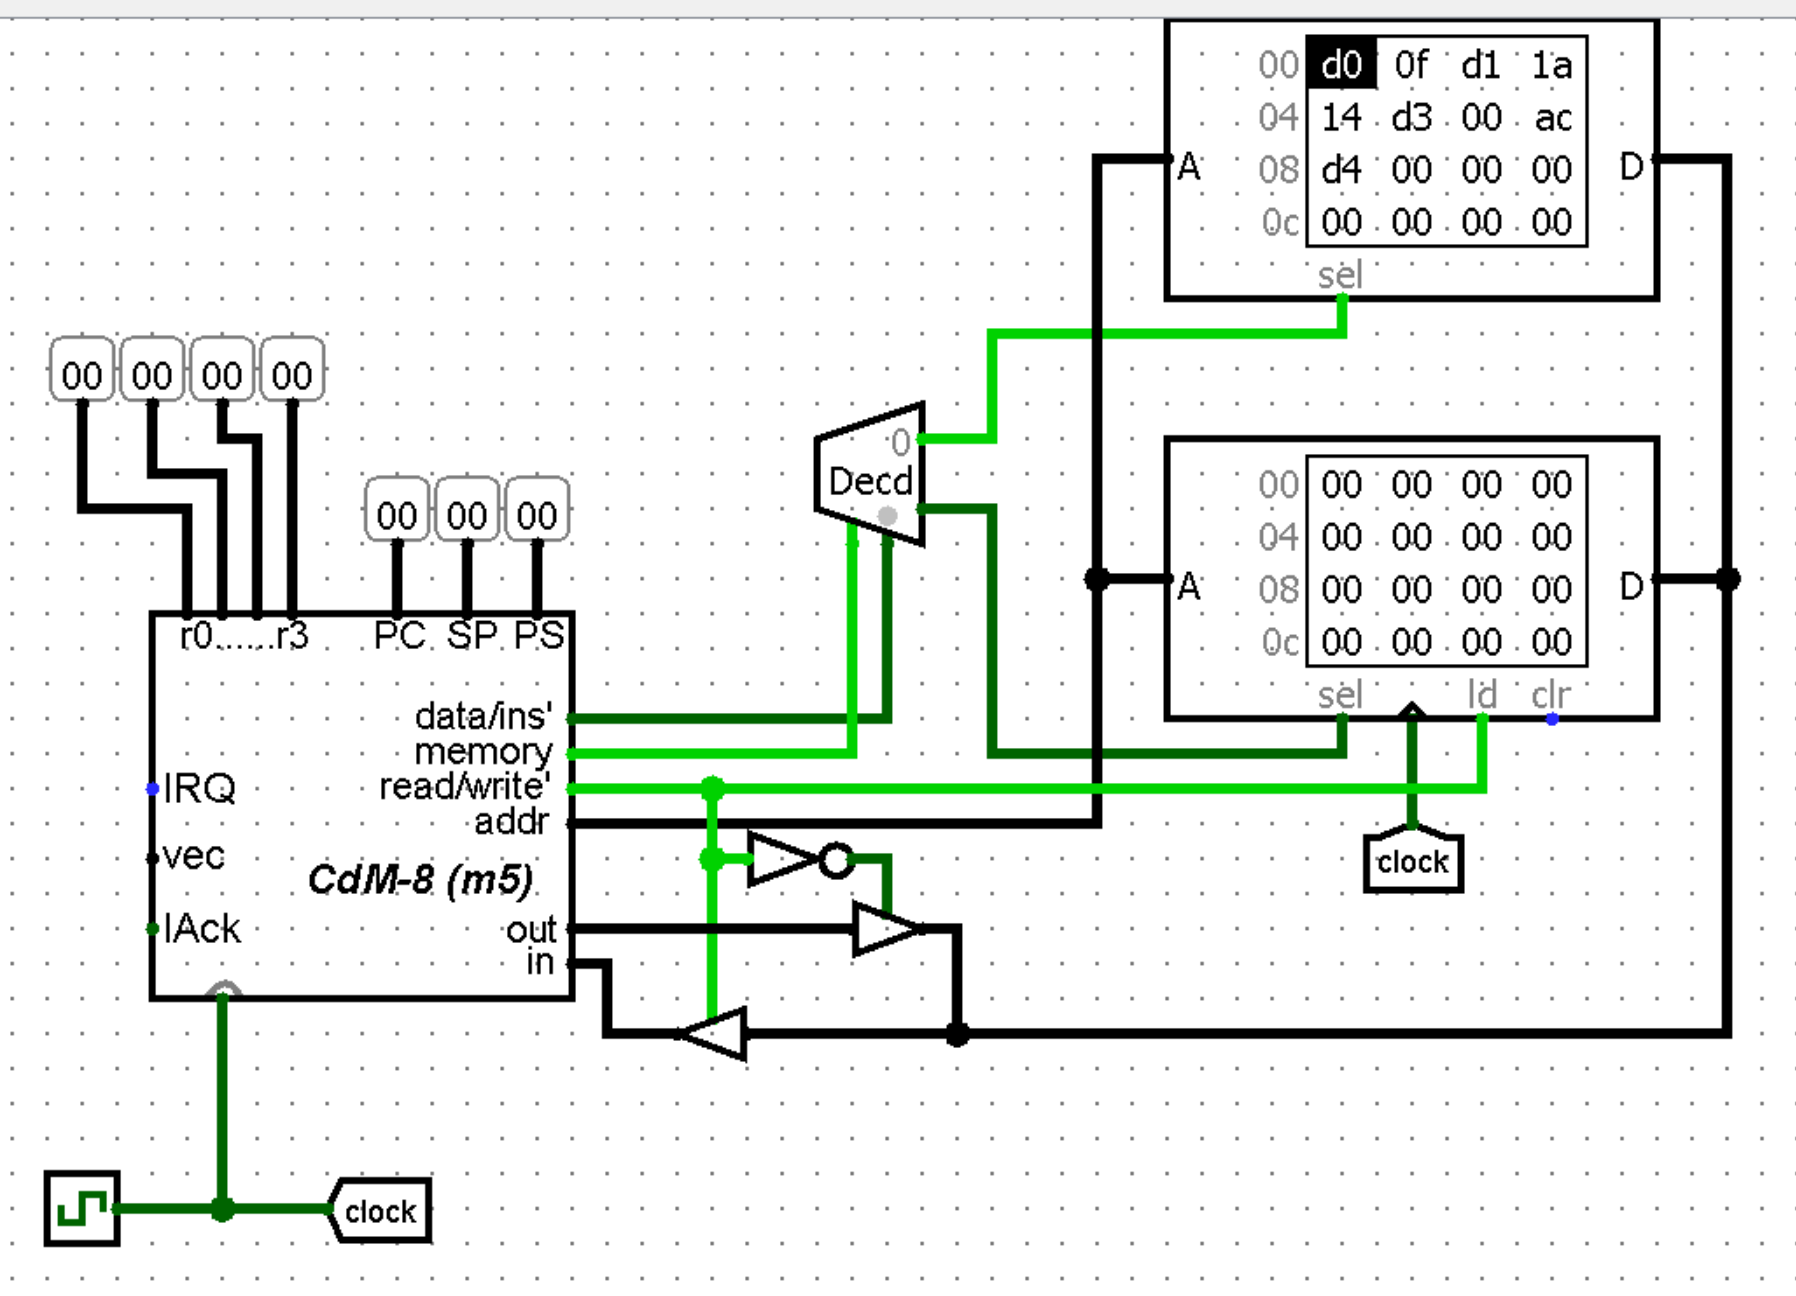 00 d0 0f d1 1a
04 14 d3 00 ac
08 d4 00 00 00
0c 00 00 00 00
A
D
sel
00 00 00 00
00 00 00
0
Decd
00 00 00 00 00
04 00 00 00 00
08 00 00 00 00
0c 00 00 00 00
A
D
sel ld clr
r0......r3 PC SP PS
data/ins'
memory
read/write'
addr
IRQ
vec
IAck
CdM-8 (m5)
out
in
clock
clock